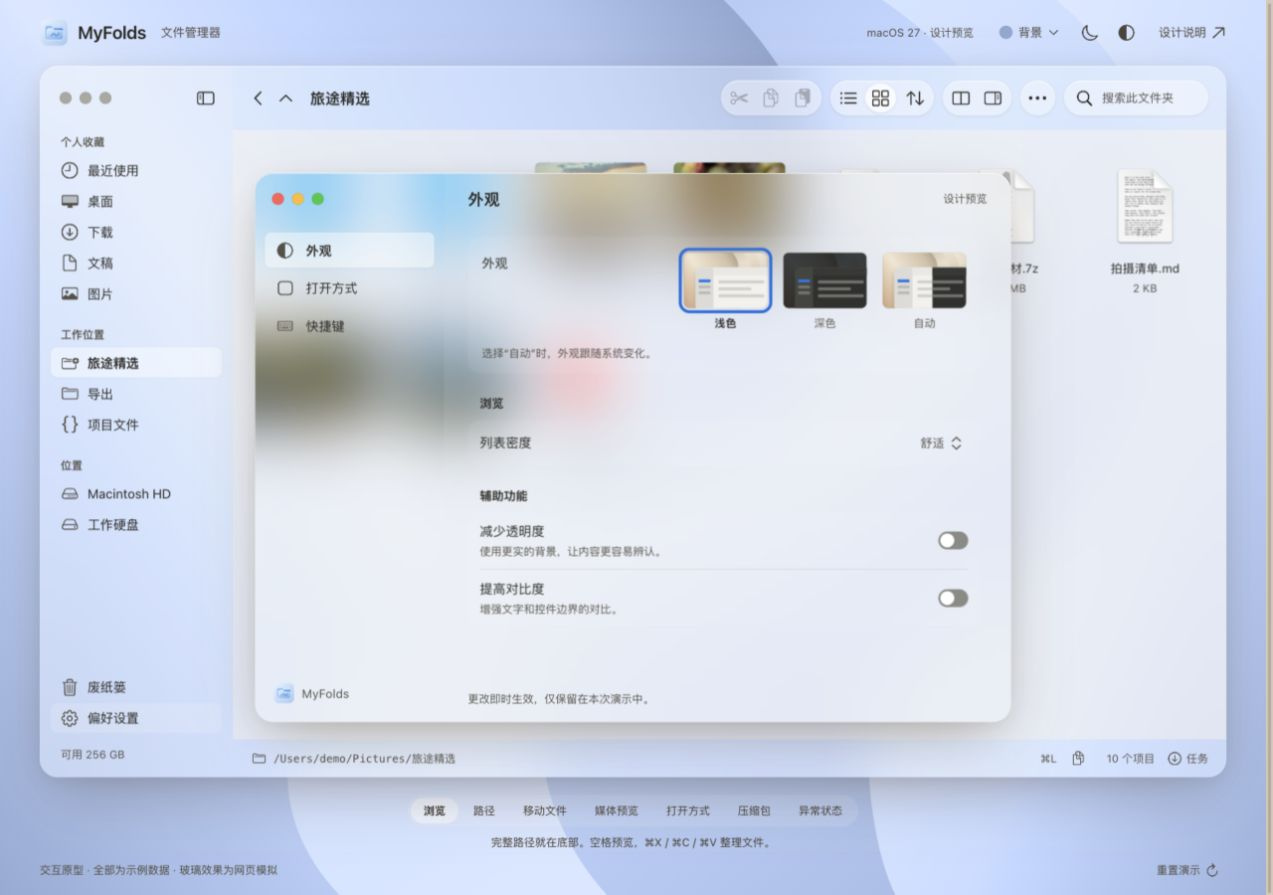 MyFolds 文件管理器
macOS 27 · 设计预览
背景
设计说明
旅途精选
搜索此文件夹
个人收藏
最近使用
桌面
下载
文稿
图片
工作位置
旅途精选
导出
项目文件
位置
Macintosh HD
工作硬盘
废纸篓
偏好设置
可用 256 GB
外观
设计预览
外观
打开方式
快捷键
外观
浅色
深色
自动
选择“自动”时，外观跟随系统变化。
浏览
列表密度
舒适
辅助功能
减少透明度
使用更实的背景，让内容更容易辨认。
提高对比度
增强文字和控件边界的对比。
MyFolds
更改即时生效，仅保留在本次演示中。
材.7z
MB
拍摄清单.md
2 KB
/Users/demo/Pictures/旅途精选
⌘L
10 个项目
任务
浏览
路径
移动文件
媒体预览
打开方式
压缩包
异常状态
完整路径就在底部。空格预览，⌘X / ⌘C / ⌘V 整理文件。
交互原型 · 全部为示例数据 · 玻璃效果为网页模拟
重置演示